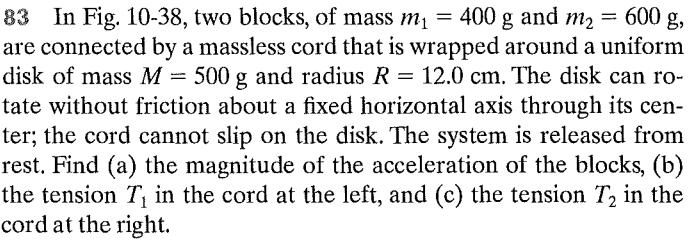 83 In Fig. 10-38, two blocks, of mass m₁ = 400 g and m₂ = 600 g,
are connected by a massless cord that is wrapped around a uniform
disk of mass M = 500 g and radius R = 12.0 cm. The disk can ro-
tate without friction about a fixed horizontal axis through its cen-
ter; the cord cannot slip on the disk. The system is released from
rest. Find (a) the magnitude of the acceleration of the blocks, (b)
the tension T₁ in the cord at the left, and (c) the tension T₂ in the
cord at the right.